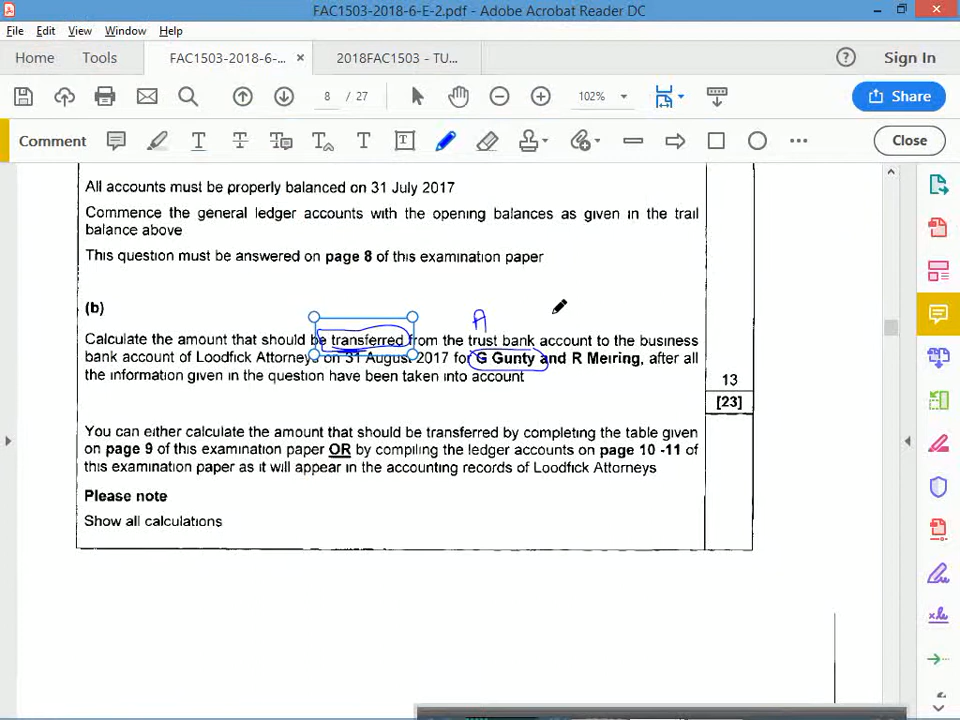 FAC1503-2018-6-E-2.pdf - Adobe Acrobat Reader DC
File Edit View Window Help
Home Tools FAC1503-2018-6-... × 2018FAC1503 - TU... Sign In
8 / 27 102% Share
Comment Close
All accounts must be properly balanced on 31 July 2017
Commence the general ledger accounts with the opening balances as given in the trail
balance above
This question must be answered on page 8 of this examination paper
(b)
A
Calculate the amount that should be transferred from the trust bank account to the business
bank account of Loodfick Attorneys on 31 August 2017 for G Gunty and R Meiring, after all
the information given in the question have been taken into account
13
[23]
You can either calculate the amount that should be transferred by completing the table given
on page 9 of this examination paper OR by compiling the ledger accounts on page 10 -11 of
this examination paper as it will appear in the accounting records of Loodfick Attorneys
Please note
Show all calculations